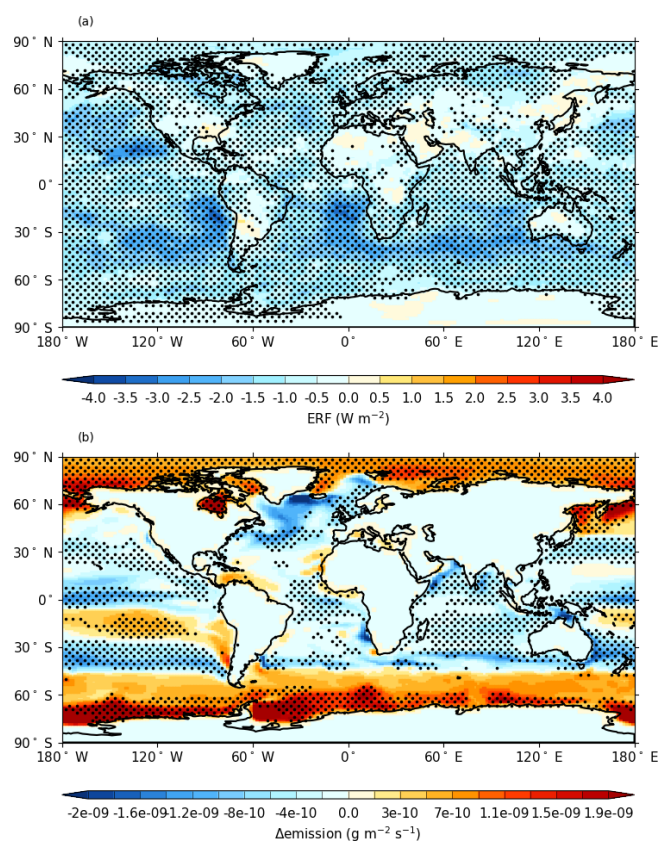 (a)
90° N
60° N
30° N
0°
30° S
60° S
90° S
180° W 120° W 60° W 0° 60° E 120° E 180° E
-4.0 -3.5 -3.0 -2.5 -2.0 -1.5 -1.0 -0.5 0.0 0.5 1.0 1.5 2.0 2.5 3.0 3.5 4.0
ERF (W m⁻²)
(b)
90° N
60° N
30° N
0°
30° S
60° S
90° S
180° W 120° W 60° W 0° 60° E 120° E 180° E
-2e-09 -1.6e-09 -1.2e-09 -8e-10 -4e-10 0.0 3e-10 7e-10 1.1e-09 1.5e-09 1.9e-09
Δemission (g m⁻² s⁻¹)